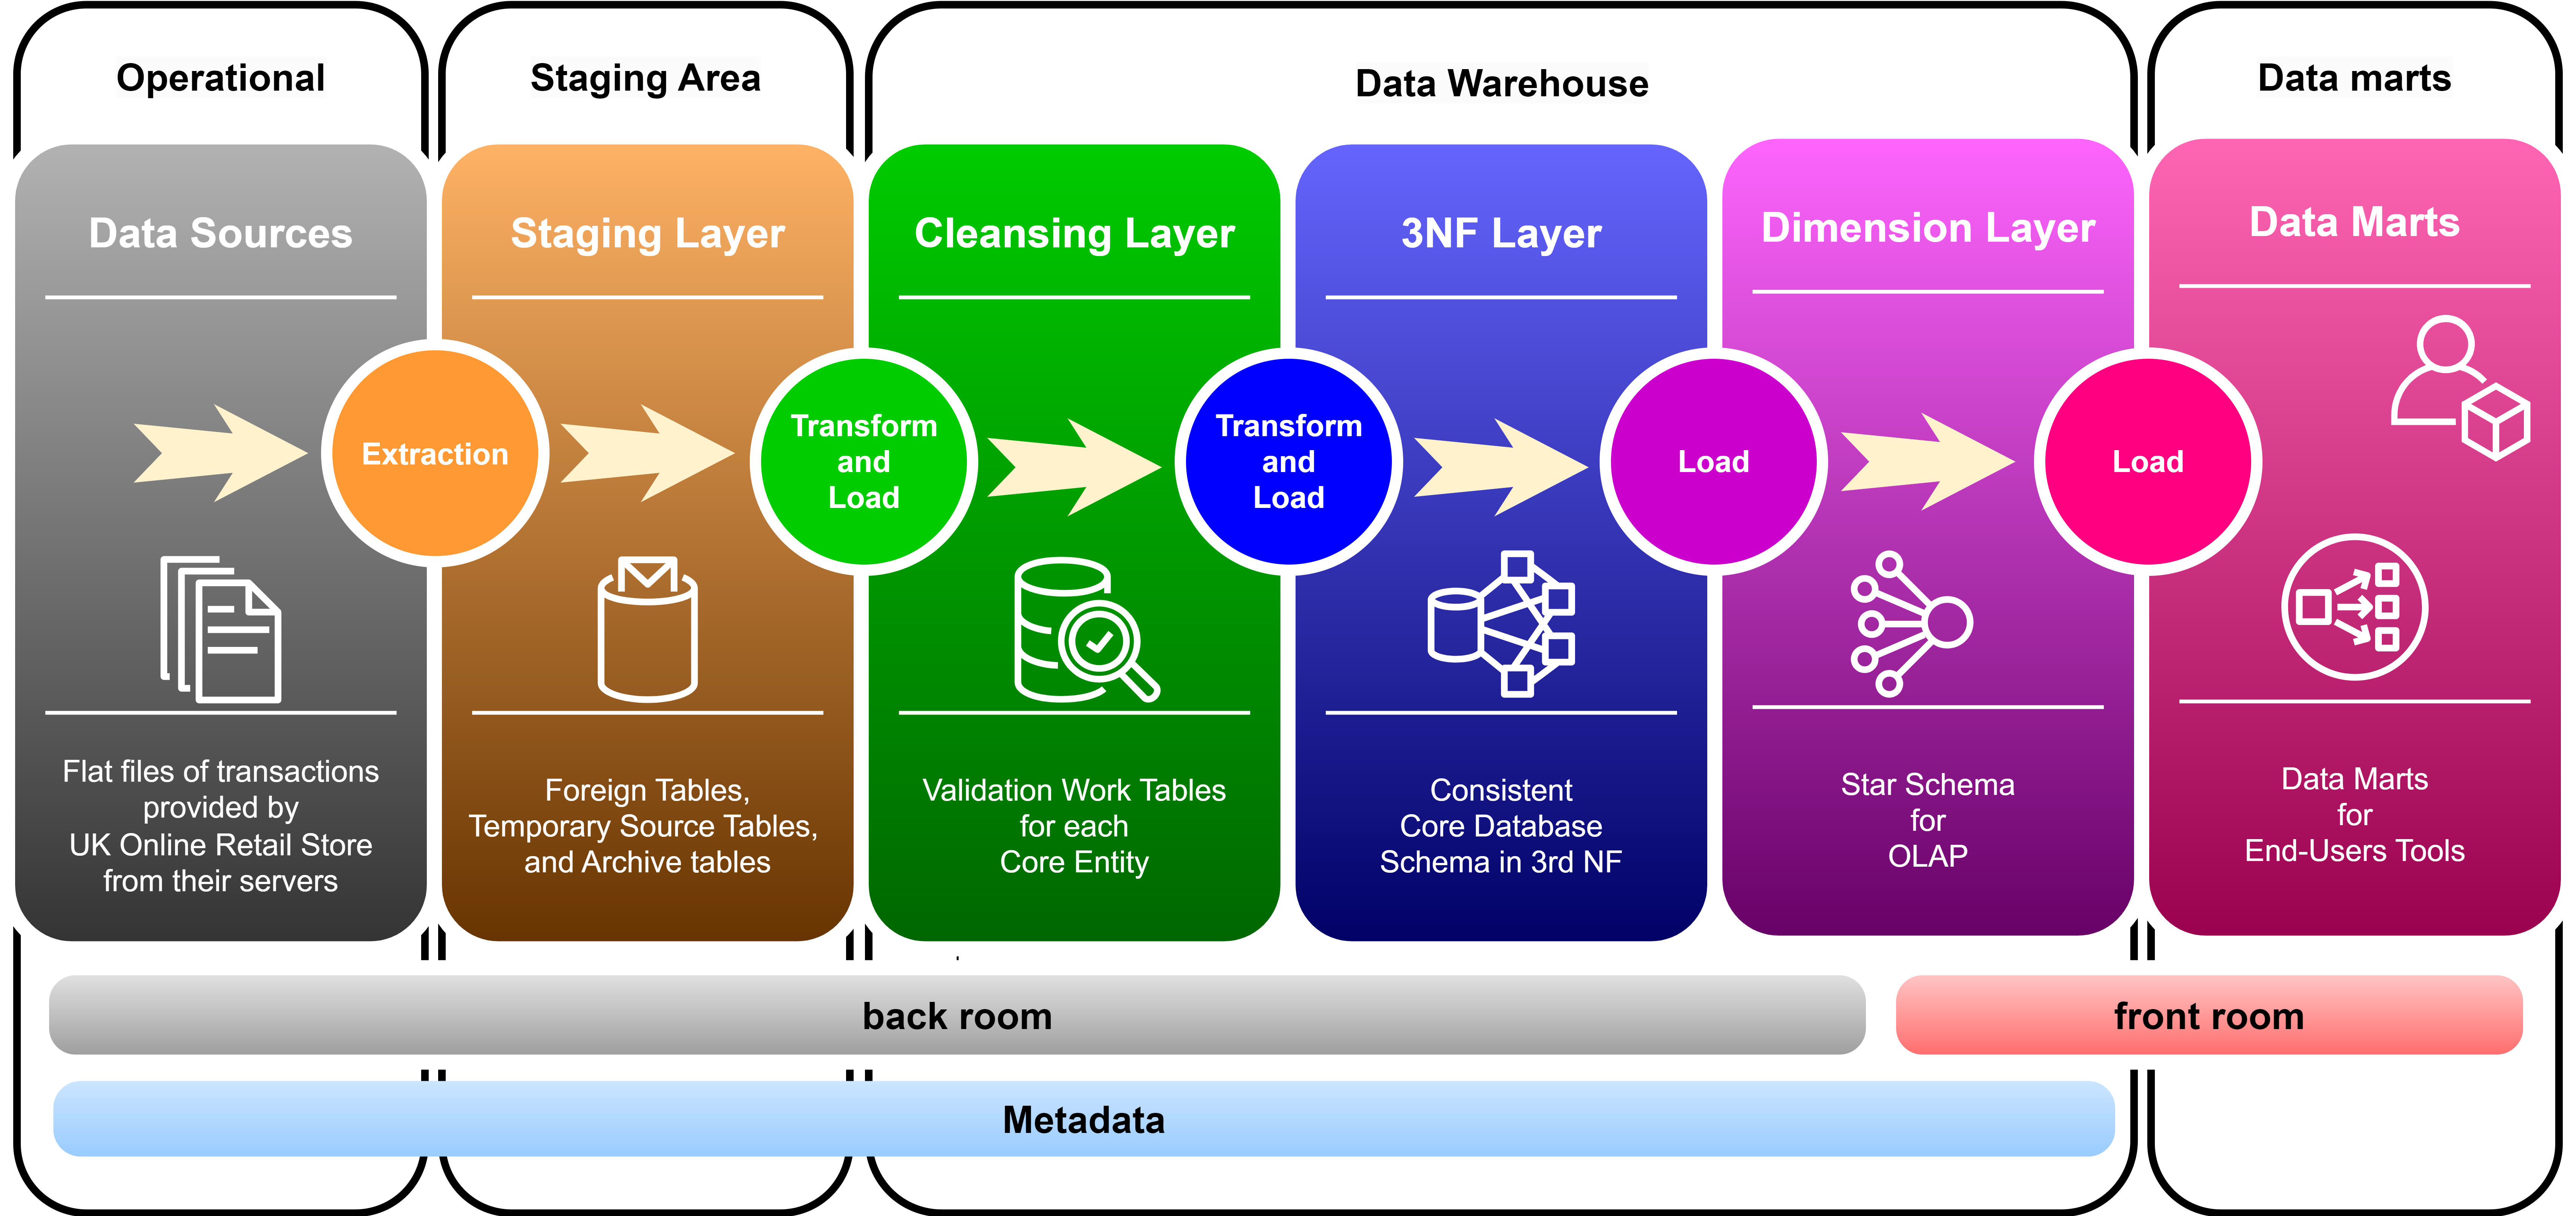 Operational
Staging Area
Data Warehouse
Data marts
Data Sources
Staging Layer
Cleansing Layer
3NF Layer
Dimension Layer
Data Marts
Extraction
Transform
and
Load
Transform
and
Load
Load
Load
Flat files of transactions
provided by
UK Online Retail Store
from their servers
Foreign Tables,
Temporary Source Tables,
and Archive tables
Validation Work Tables
for each
Core Entity
Consistent
Core Database
Schema in 3rd NF
Star Schema
for
OLAP
Data Marts
for
End-Users Tools
back room
front room
Metadata